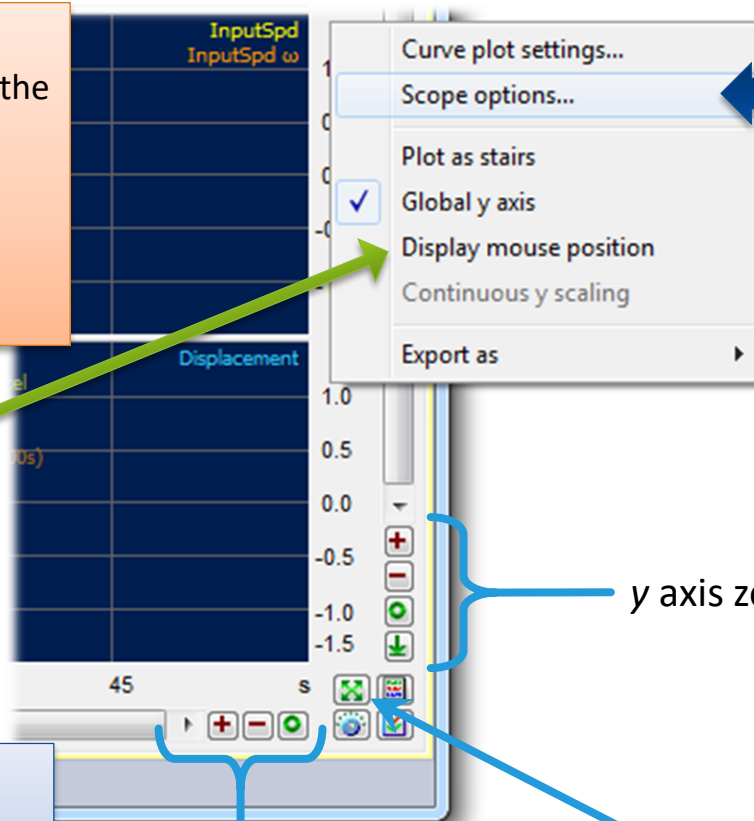 the
InputSpd
InputSpd ω
Curve plot settings...
Scope options...
Plot as stairs
Global y axis
Display mouse position
Continuous y scaling
Export as
Displacement
1.0
0.5
0.0
-0.5
-1.0
-1.5
y axis
45
s